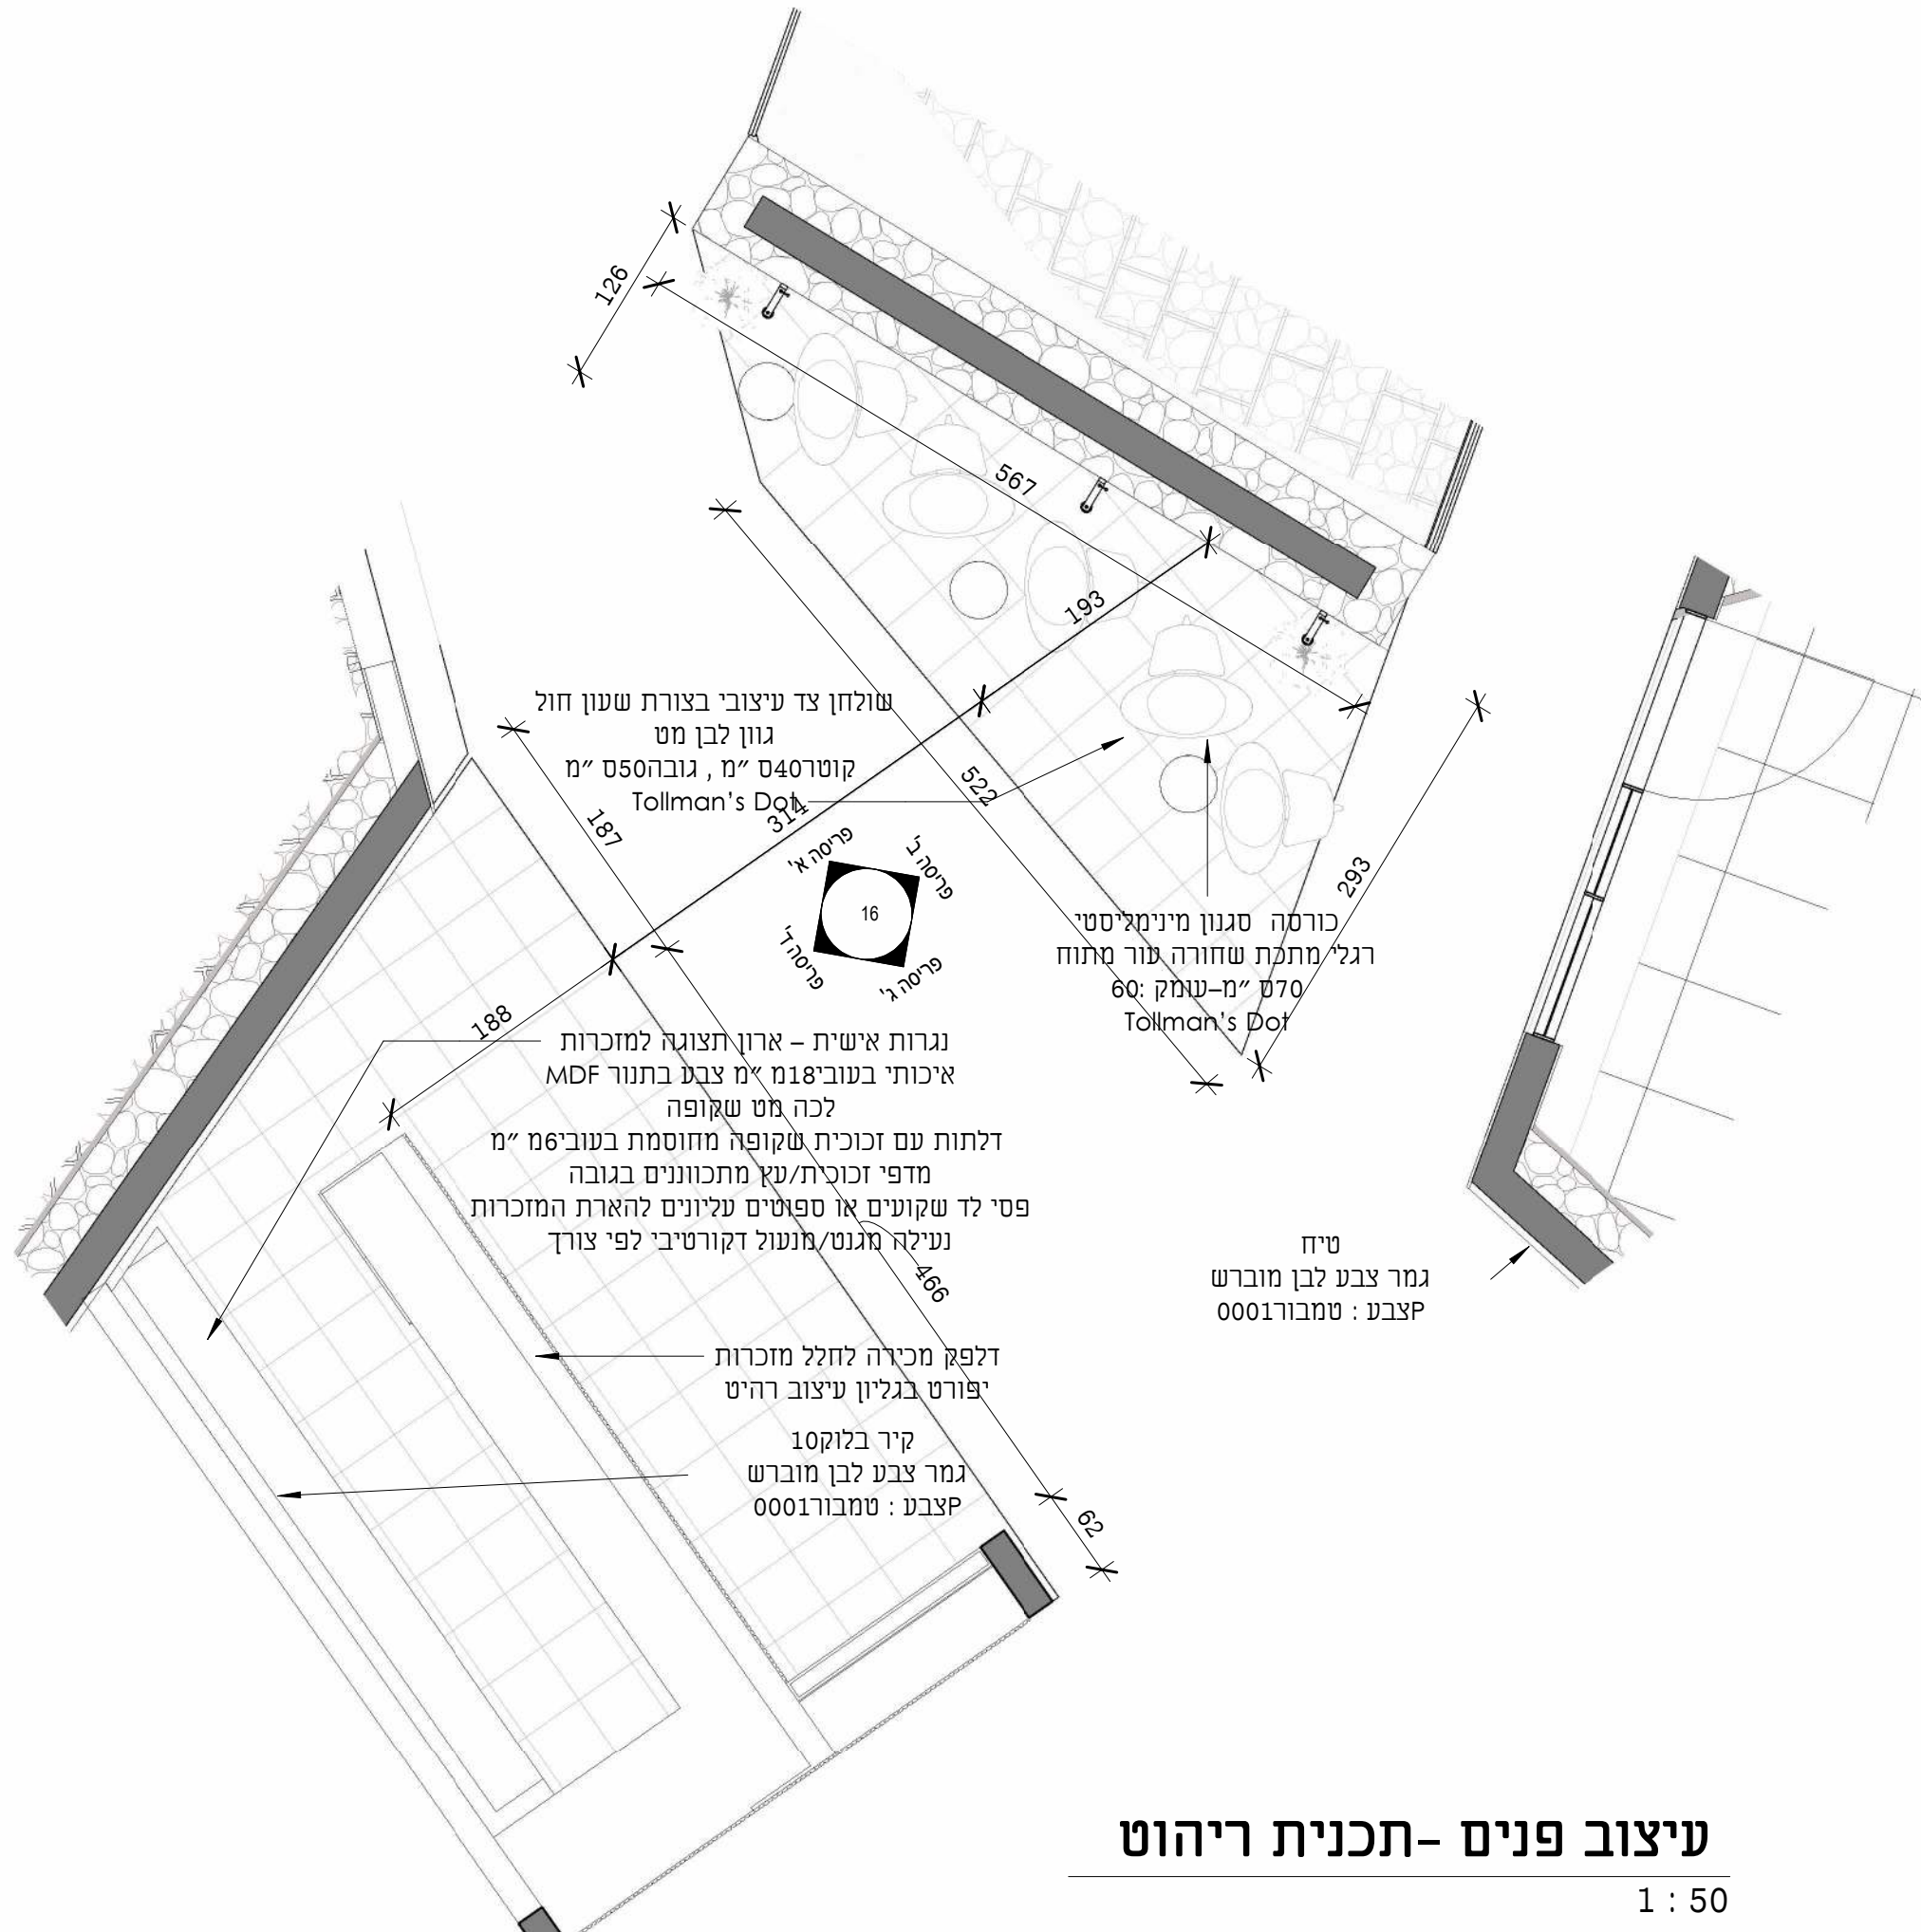 126
567
193
שולחן צד עיצובי בצורת שעון חול
גוון לבן מט
קוטר40ס״מ , גובה50ס״מ
Tollman's Dot
522
187
314
293
פריסה א'
פריסה ב'
16
פריסה ד'
פריסה ג'
כורסה סגנון מינימליסטי
רגלי מתכת שחורה עור מתוח
70ס״מ–עומק :60
Tollman's Dot
188
נגרות אישית – ארון תצוגה למזכרות
איכותי בעובי18מ״מ צבע בתנור MDF
לכה מט שקופה
דלתות עם זכוכית שקופה מחוסמת בעובי6מ״מ
מדפי זכוכית/עץ מתכווננים בגובה
פסי לד שקועים או ספוטים עליונים להארת המזכרות
נעילה מגנט/מנעול דקורטיבי לפי צורך
466
טיח
גמר צבע לבן מוברש
Pצבע : טמבור0001
דלפק מכירה לחלל מזכרות
יפורט בגליון עיצוב רהיט
קיר בלוק10
גמר צבע לבן מוברש
Pצבע : טמבור0001
62
עיצוב פנים –תכנית ריהוט
1 : 50